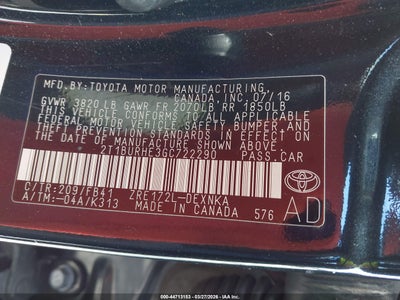 MFD. BY: TOYOTA MOTOR MANUFACTURING,
CANADA, INC. 07/16
GVWR 3820 LB GAWR FR 2070LB RR 1850LB
THIS VEHICLE CONFORMS TO ALL APPLICABLE
FEDERAL MOTOR VEHICLE SAFETY, BUMPER, AND
THEFT PREVENTION STANDARDS IN EFFECT ON
THE DATE OF MANUFACTURE SHOWN ABOVE.
2T1BURHE3GC722290 PASS.CAR
C/TR:209/FB41 ZRE172L-DEXNKA
A/TM:-04A/K313 MADE IN CANADA 576
TOYOTA
AD
000-44713153 - 03/27/2026 - IAAI.COM